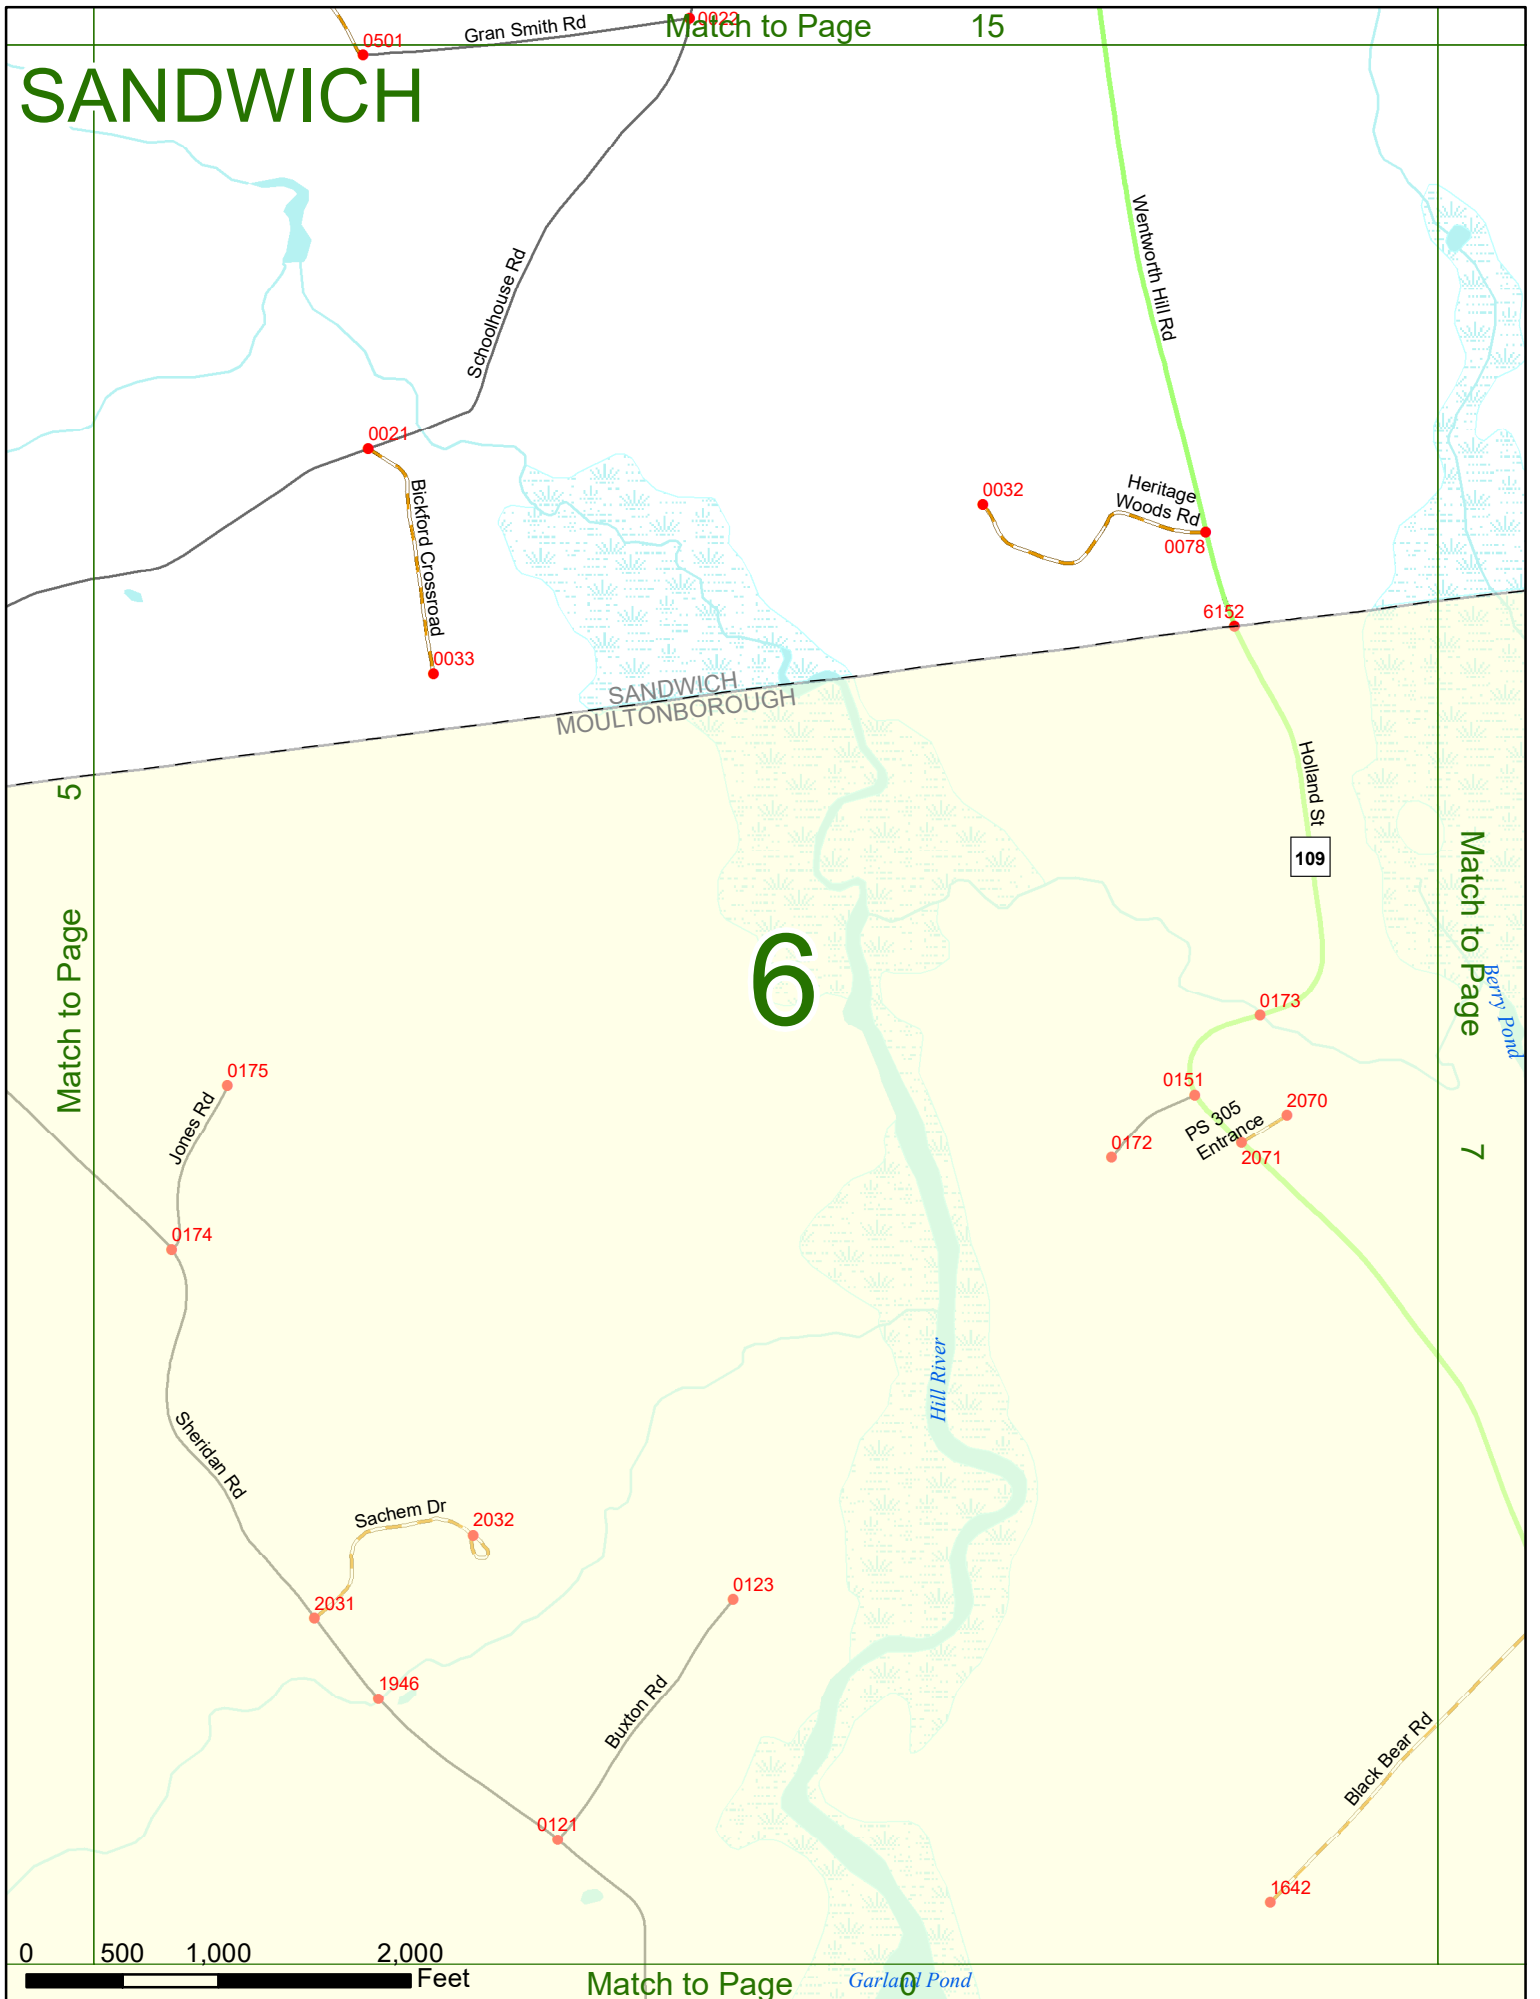 Gran Smith Rd
0022
Match to Page 15
0501
SANDWICH
Wentworth Hill Rd
Schoolhouse Rd
0021
Bickford Crossroad
0032
Heritage
Woods Rd
0078
6152
0033
SANDWICH
MOULTONBOROUGH
Holland St
109
5
Match to Page
6
Match to Page
7
Berry Pond
0173
0175
Jones Rd
0151
PS 305
Entrance
2070
2071
0172
0174
Hill River
Sheridan Rd
Sachem Dr
2032
2031
0123
1946
Buxton Rd
Black Bear Rd
0121
1642
0 500 1,000 2,000
Feet
Match to Page 0
Garland Pond